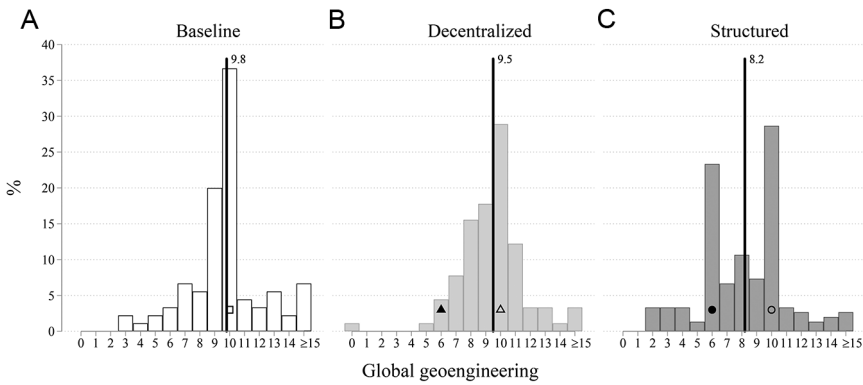 A B C
Baseline Decentralized Structured
40
35
30
25
20
15
10
5
0
%
9.8 9.5 8.2
0 1 2 3 4 5 6 7 8 9 10 11 12 13 14 ≥15 0 1 2 3 4 5 6 7 8 9 10 11 12 13 14 ≥15 0 1 2 3 4 5 6 7 8 9 10 11 12 13 14 ≥15
Global geoengineering